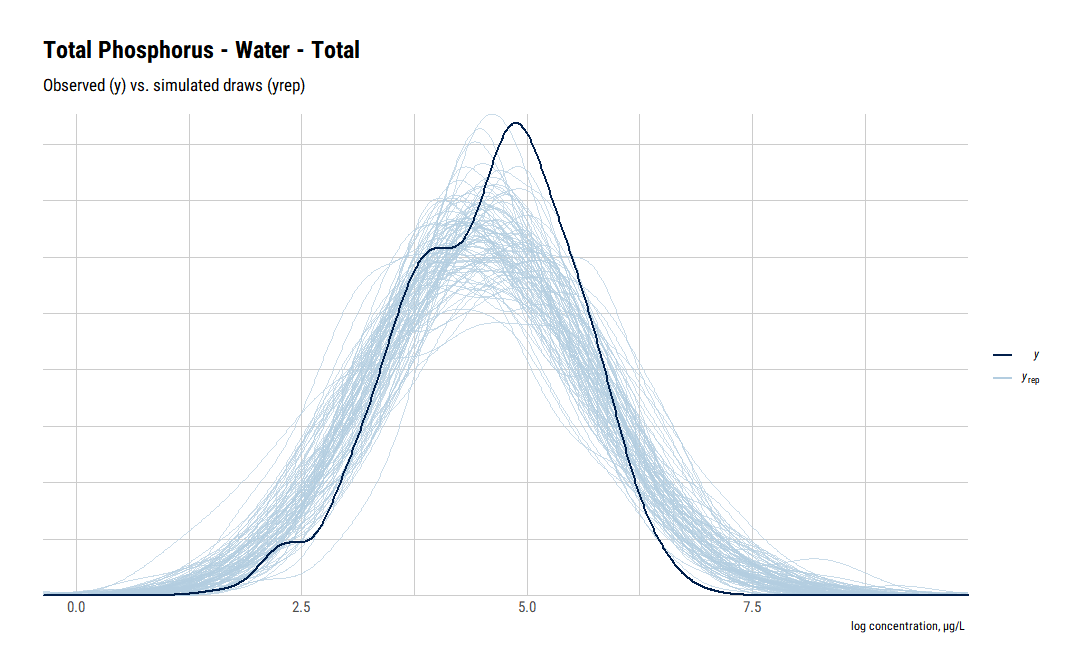 Total Phosphorus - Water - Total
Observed (y) vs. simulated draws (yrep)
y
y rep
0.0 2.5 5.0 7.5
log concentration, µg/L